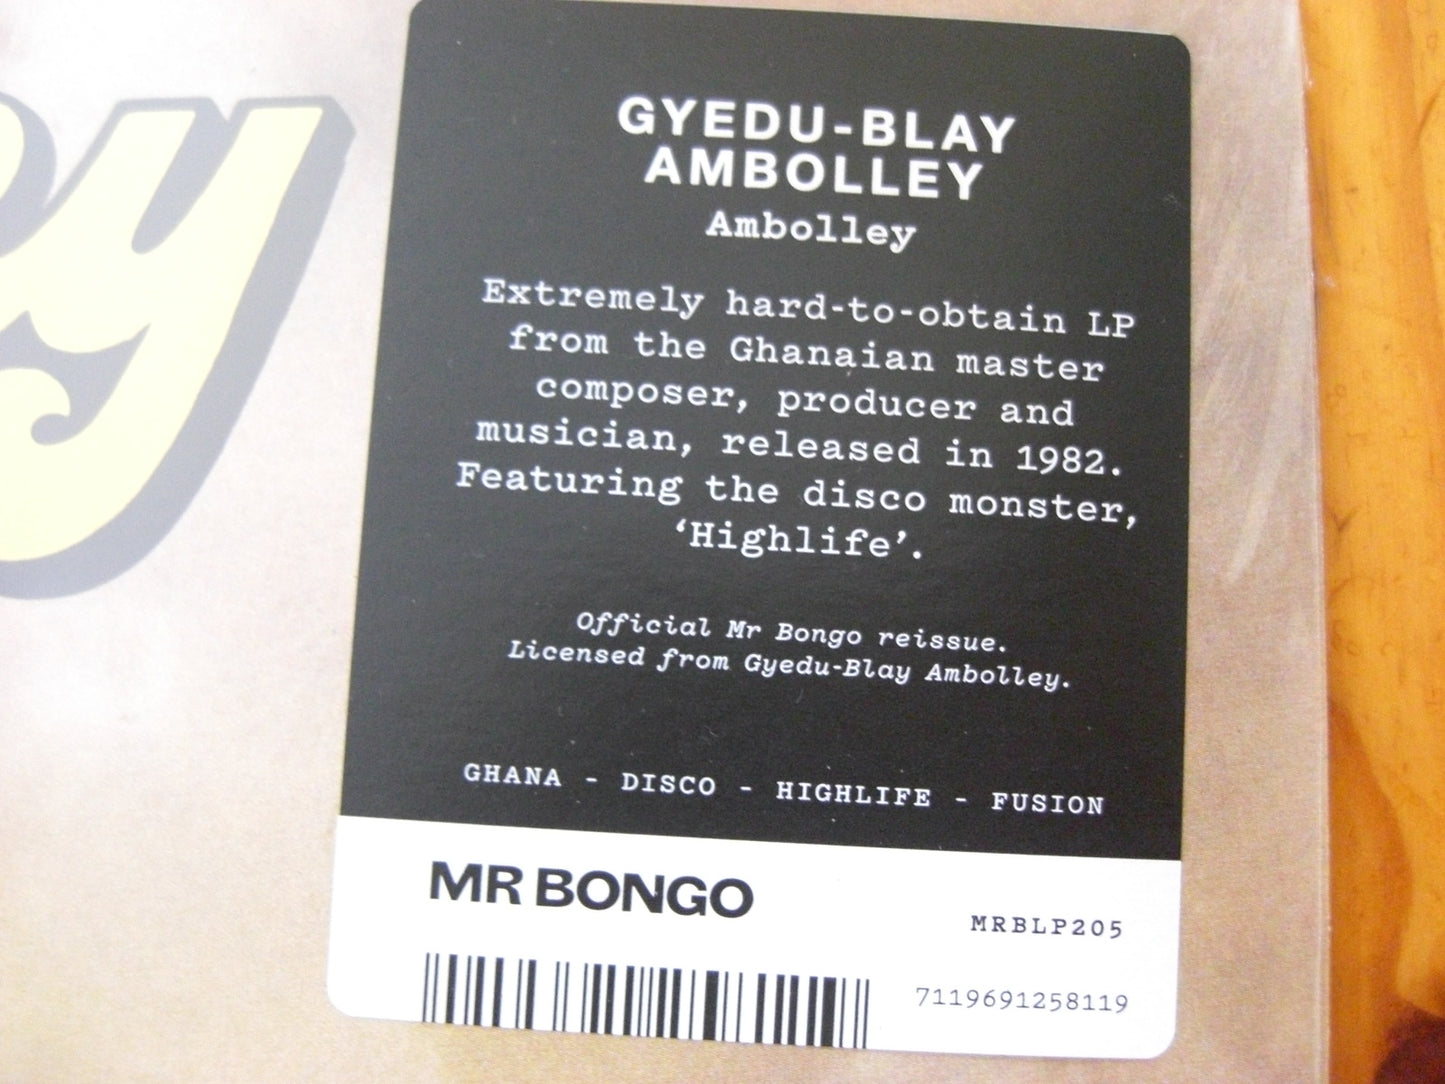 GYEDU-BLAY
AMBOLLEY
Ambolley
Extremely hard-to-obtain LP
from the Ghanaian master
composer, producer and
musician, released in 1982.
Featuring the disco monster,
‘Highlife’.
Official Mr Bongo reissue.
Licensed from Gyedu-Blay Ambolley.
GHANA - DISCO - HIGHLIFE - FUSION
MR BONGO
MRBLP205
7119691258119